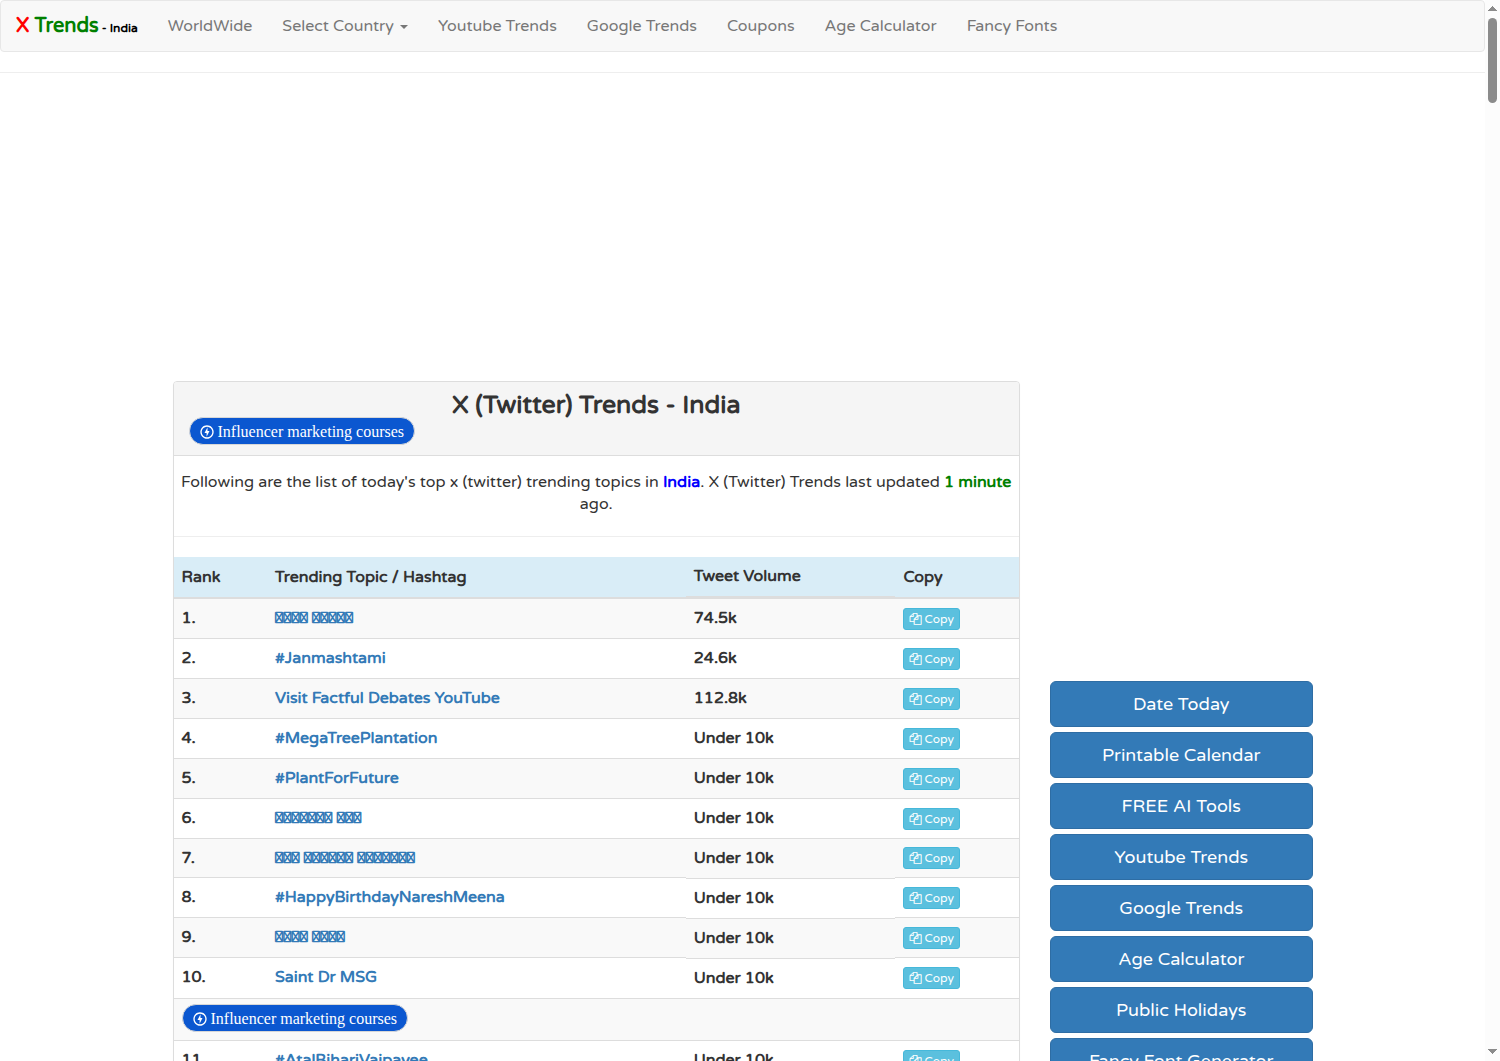 X Trends - India WorldWide Select Country Youtube Trends Google Trends Coupons Age Calculator Fancy Fonts
X (Twitter) Trends - India
Influencer marketing courses
Following are the list of today's top x (twitter) trending topics in India. X (Twitter) Trends last updated 1 minute
ago.
Rank Trending Topic / Hashtag Tweet Volume Copy
1. 74.5k Copy
2. #Janmashtami 24.6k Copy
3. Visit Factful Debates YouTube 112.8k Copy
4. #MegaTreePlantation Under 10k Copy
5. #PlantForFuture Under 10k Copy
6. Under 10k Copy
7. Under 10k Copy
8. #HappyBirthdayNareshMeena Under 10k Copy
9. Under 10k Copy
10. Saint Dr MSG Under 10k Copy
Influencer marketing courses
11. #AtalBihariVajpayee Under 10k Copy
Date Today
Printable Calendar
FREE AI Tools
Youtube Trends
Google Trends
Age Calculator
Public Holidays
Fancy Font Generator